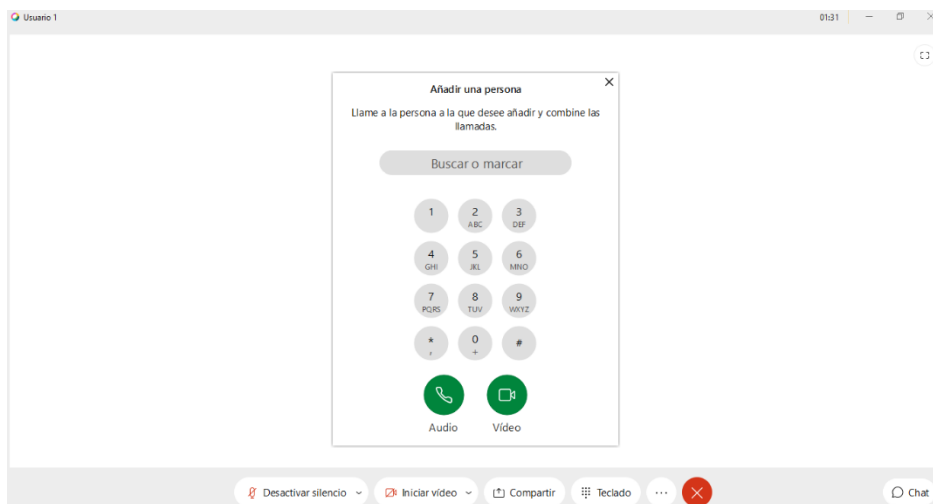 Usuario 1
01:31
Añadir una persona
Llame a la persona a la que desee añadir y combine las
llamadas.
Buscar o marcar
1 2 3
ABC DEF
4 5 6
GHI JKL MNO
7 8 9
PQRS TUV WXYZ
* 0 #
, +
Audio Vídeo
Desactivar silencio Iniciar vídeo Compartir Teclado ... Chat